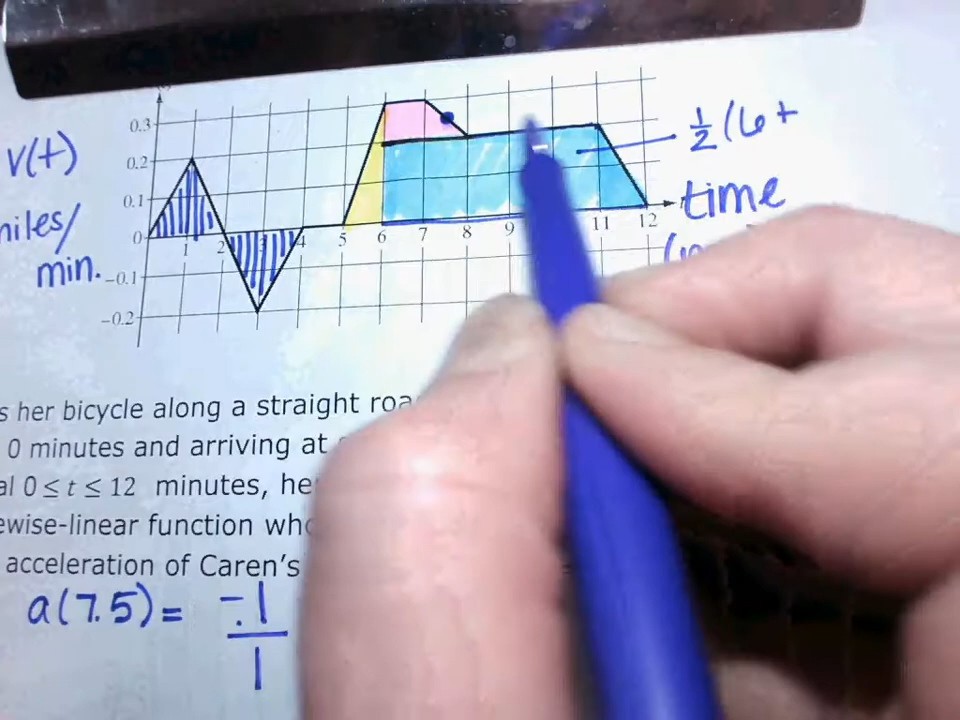 v(t)
miles/
min.
0.3
0.2
0.1
0
−0.1
−0.2
1 2 3 4 5 6 7 8 9 11 12
½(6+
time
s her bicycle along a straight roa
0 minutes and arriving at
al 0 ≤ t ≤ 12 minutes, he
ewise-linear function who
acceleration of Caren's
a(7.5) = -.1
1